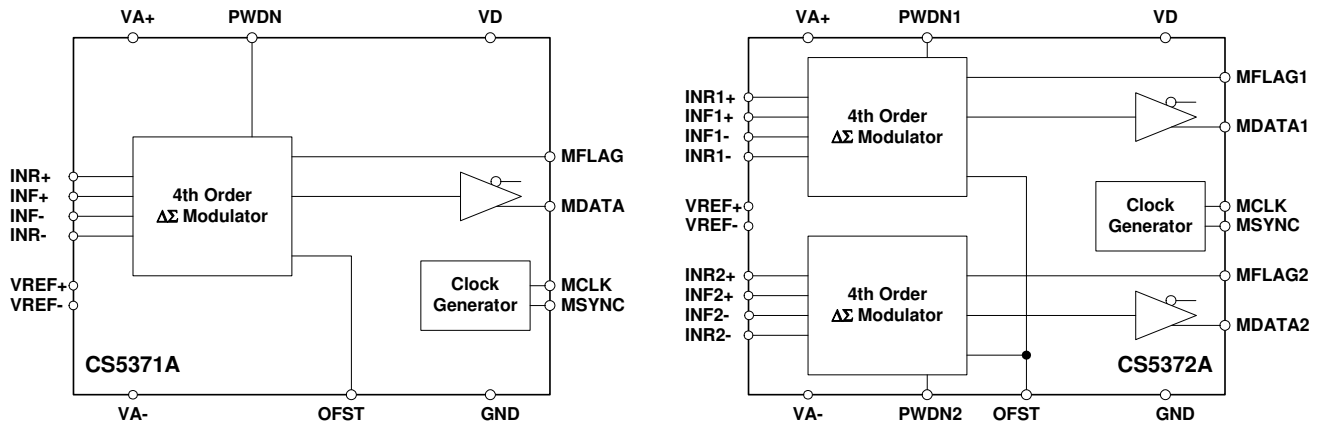 VA+ PWDN VD
INR+
INF+
INF-
INR-
VREF+
VREF-
4th Order
ΔΣ Modulator
MFLAG
MDATA
Clock
Generator
MCLK
MSYNC
CS5371A
VA- OFST GND
VA+ PWDN1 VD
INR1+
INF1+
INF1-
INR1-
VREF+
VREF-
INR2+
INF2+
INF2-
INR2-
4th Order
ΔΣ Modulator
4th Order
ΔΣ Modulator
MFLAG1
MDATA1
Clock
Generator
MCLK
MSYNC
MFLAG2
MDATA2
CS5372A
VA- PWDN2 OFST GND